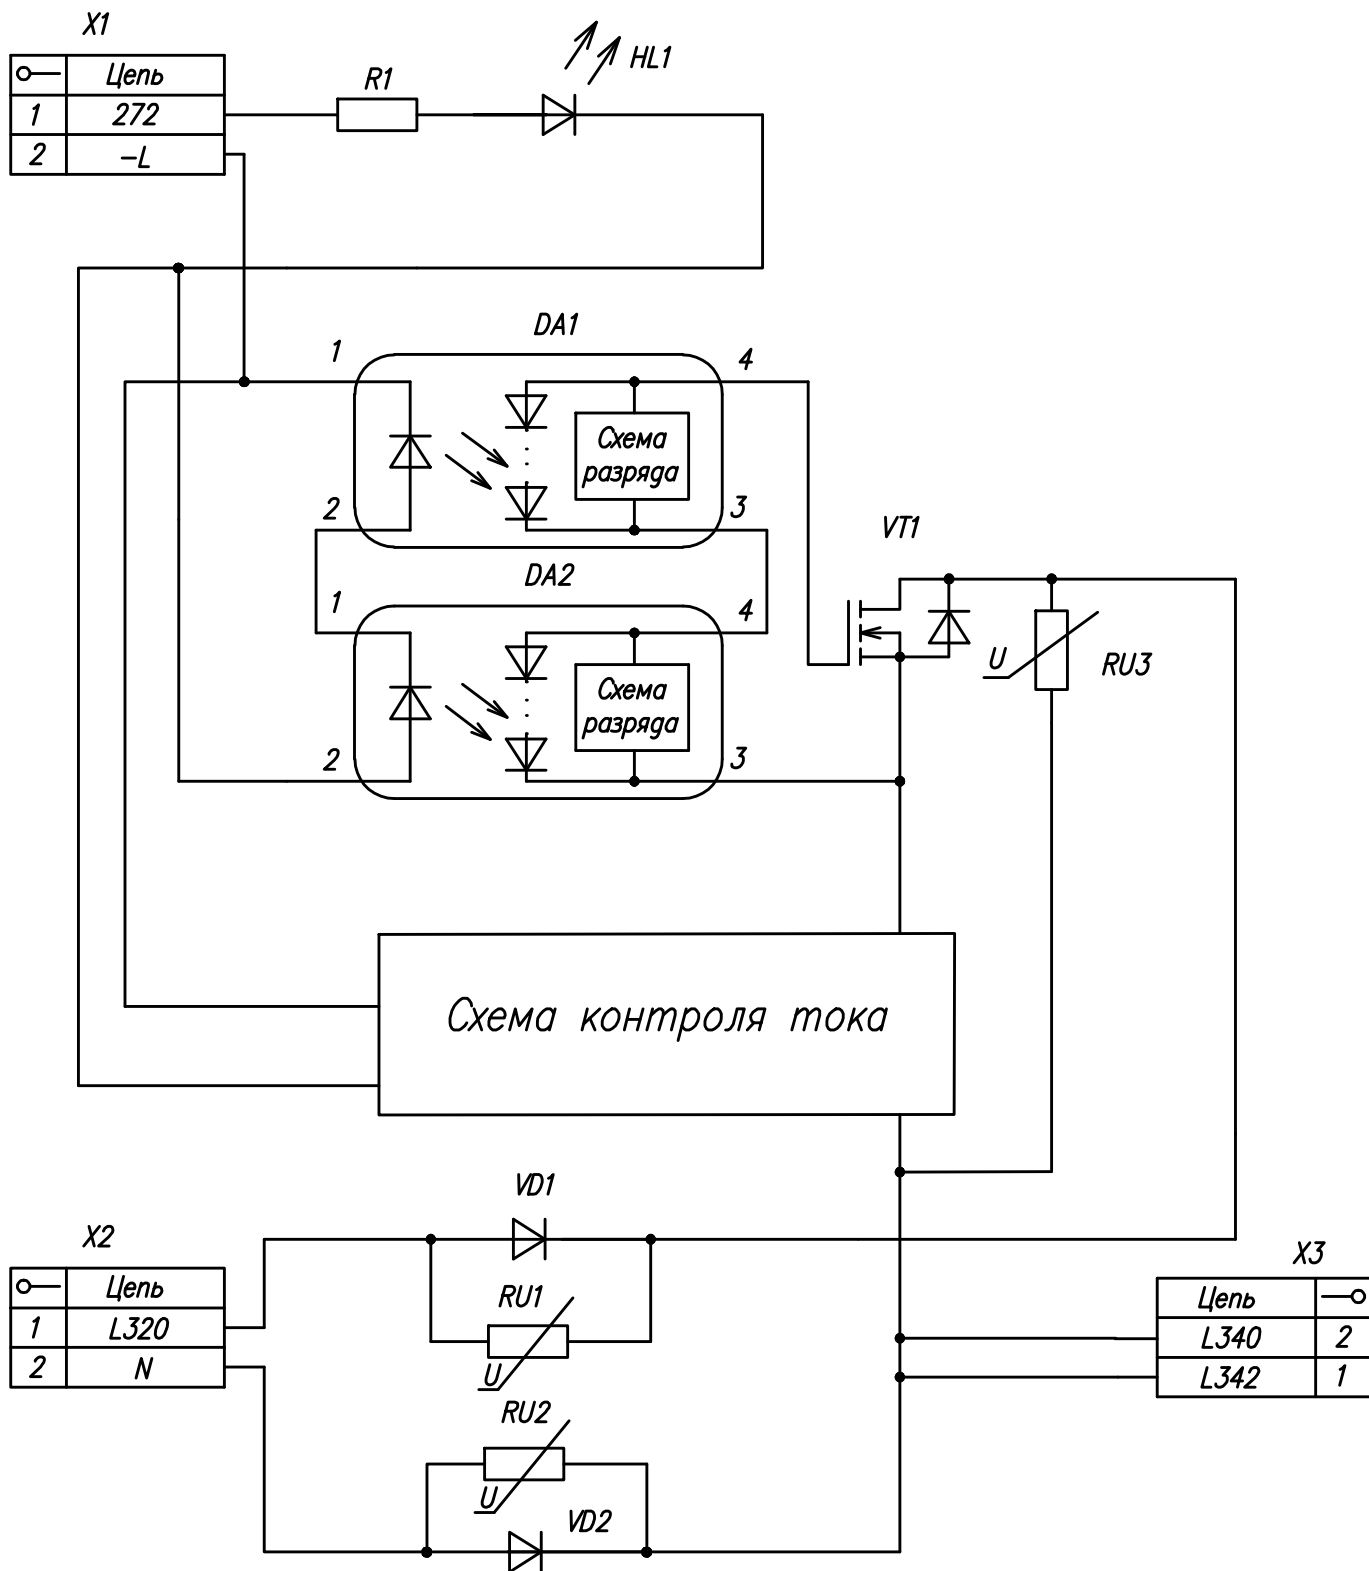 X1
Цепь
1 272
2 -L
R1
HL1
DA1
1
4
Схема
разряда
2
3
DA2
1
4
Схема
разряда
2
3
VT1
U
RU3
Схема контроля тока
VD1
X2
Цепь
1 L320
2 N
RU1
U
RU2
U
VD2
X3
Цепь
L340 2
L342 1